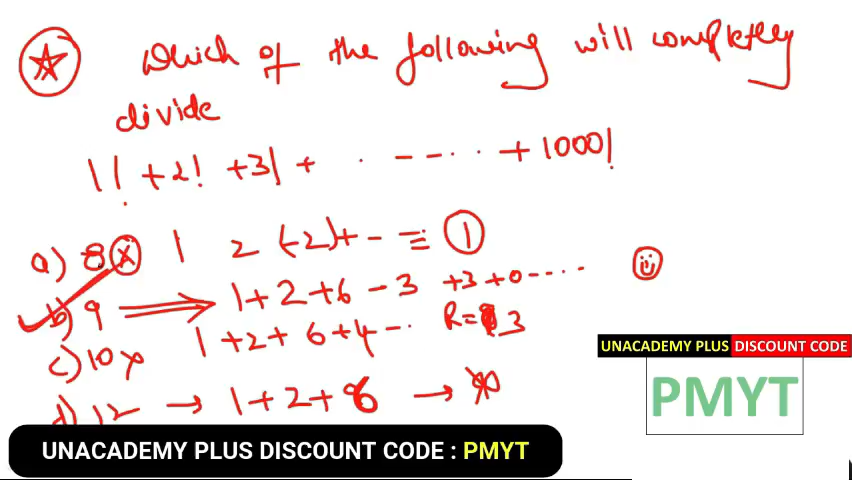 Which of the following will completely
divide
1! + 2! + 3! + . - - - . . + 1000!
a) 8 x 1 2 (-2) + - ≡ 1
b) 9 ⟹ 1 + 2 + 6 - 3 + 3 + 0 - ....
c) 10 x 1 + 2 + 6 + 4 - .. R = 3
d) 12 → 1 + 2 + 6 →
UNACADEMY PLUS DISCOUNT CODE
PMYT
UNACADEMY PLUS DISCOUNT CODE : PMYT